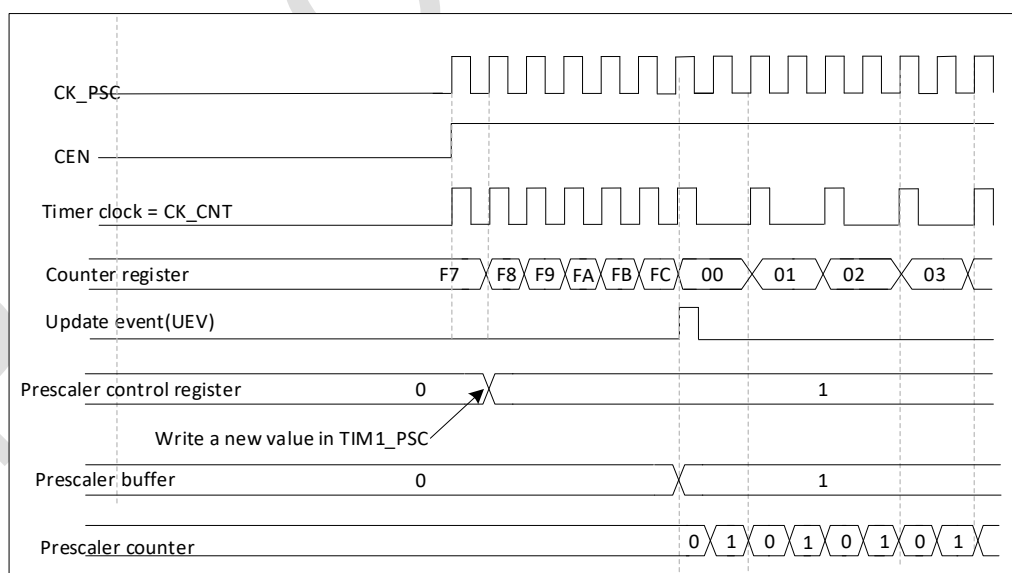 CK_PSC
CEN
Timer clock = CK_CNT
Counter register F7 F8 F9 FA FB FC 00 01 02 03
Update event(UEV)
Prescaler control register 0 1
Write a new value in TIM1_PSC
Prescaler buffer 0 1
Prescaler counter 0 1 0 1 0 1 0 1